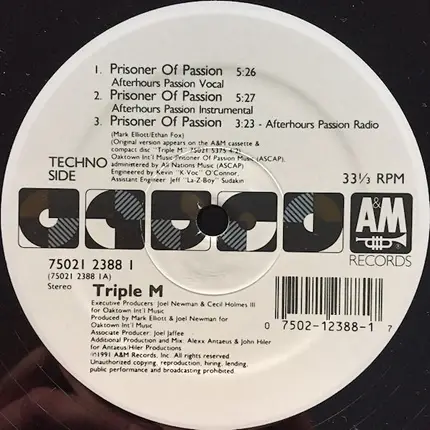 1. Prisoner Of Passion 5:26
Afterhours Passion Vocal
2. Prisoner Of Passion 5:27
Afterhours Passion Instrumental
3 Prisoner Of Passion 3:23 - Afterhours Passion Radio
(Mark Elliott/Ethan Fox)
(Original version appears on the A&M cassette &
compact disc "Triple M" 75021 5375 4/2)
Oaktown Int'l Music/Prisoner Of Passion Music (ASCAP),
administered by All Nations Music (ASCAP)
Engineered by Kevin "K-Voc" O'Connor,
Assistant Engineer: Jeff "La-Z-Boy" Sudakin
TECHNO
SIDE
33⅓ RPM
A&M
RECORDS
75021 2388 1
(75021 2388 1A)
Stereo
Triple M
Executive Producers: Joel Newman & Cecil Holmes III
for Oaktown Int'l Music
Produced by Mark Elliott & Joel Newman for
Oaktown Int'l Music
Associate Producer: Joel Jaffee
Additional Production and Mix: Alexx Antaeus & John Hiler
for Antaeus/Hiler Productions
℗1991 A&M Records, Inc. All rights reserved.
Unauthorized copying, reproduction, hiring, lending,
public performance and broadcasting prohibited.
0 7502-12388-1 7